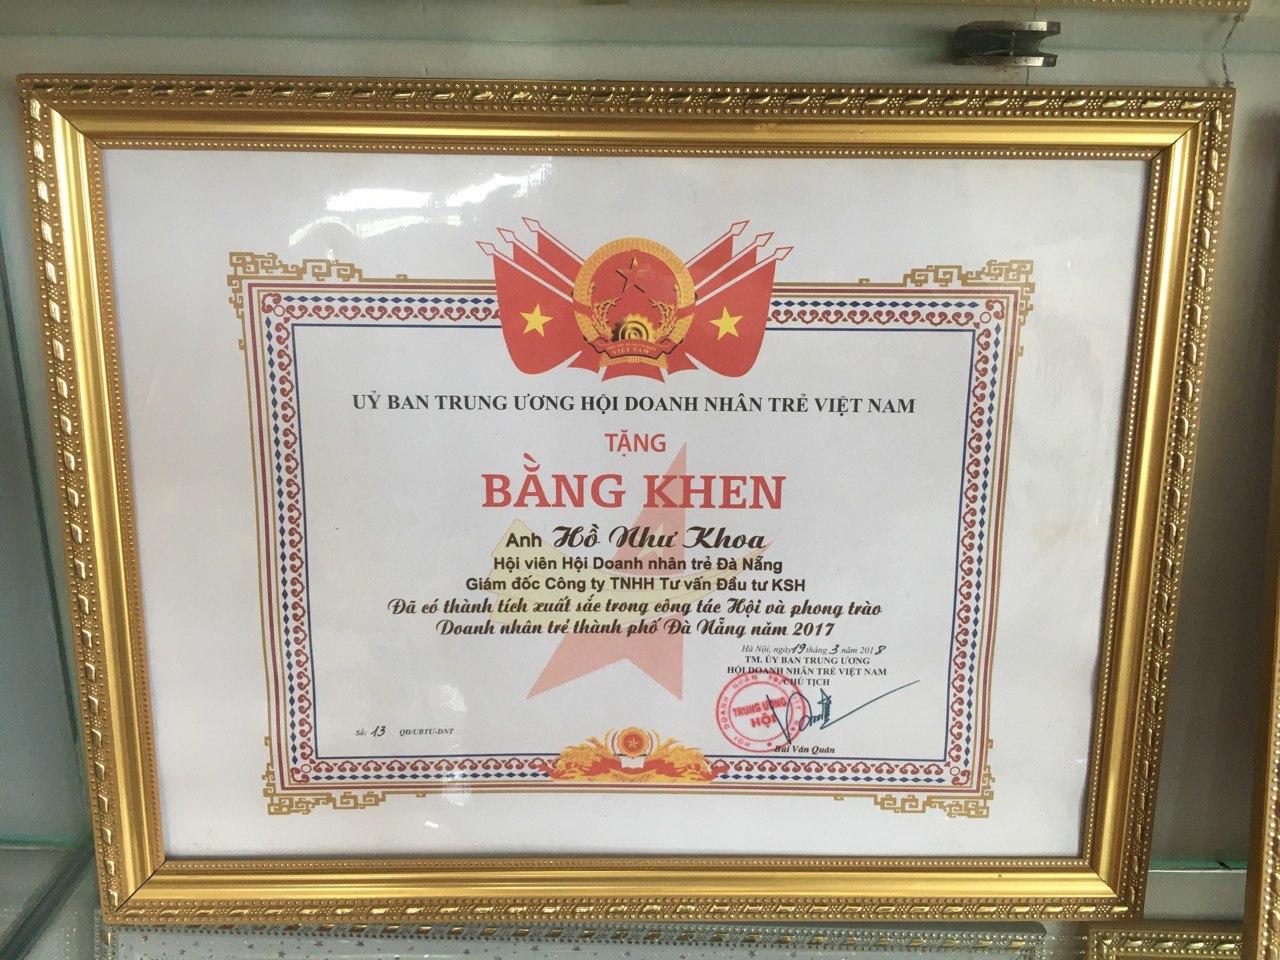 VIỆT NAM
UỶ BAN TRUNG ƯƠNG HỘI DOANH NHÂN TRẺ VIỆT NAM
TẶNG
BẰNG KHEN
Anh Hồ Như Khoa
Hội viên Hội Doanh nhân trẻ Đà Nẵng
Giám đốc Công ty TNHH Tư vấn Đầu tư KSH
Đã có thành tích xuất sắc trong công tác Hội và phong trào
Doanh nhân trẻ thành phố Đà Nẵng năm 2017
Hà Nội, ngày 19 tháng 3 năm 2018
TM. ỦY BAN TRUNG ƯƠNG
HỘI DOANH NHÂN TRẺ VIỆT NAM
CHỦ TỊCH
TRUNG ƯƠNG
HỘI
Số: 13 QĐ/UBTU-DNT
Bùi Văn Quân